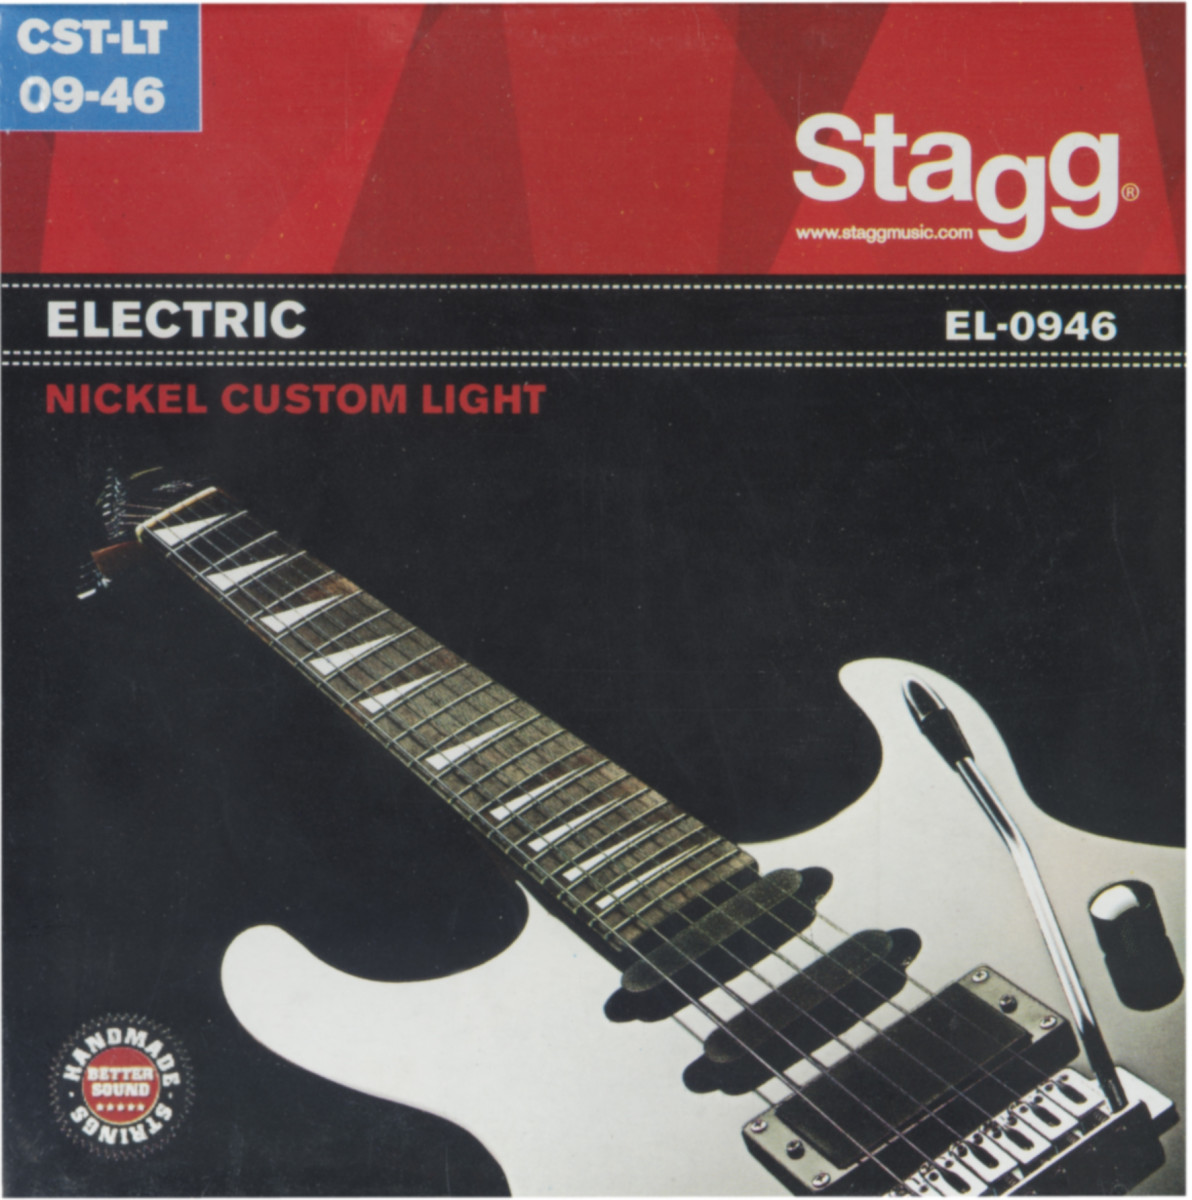 CST-LT
09-46
Stagg®
www.staggmusic.com
ELECTRIC
EL-0946
NICKEL CUSTOM LIGHT
HANDMADE
BETTER
SOUND
STRINGS